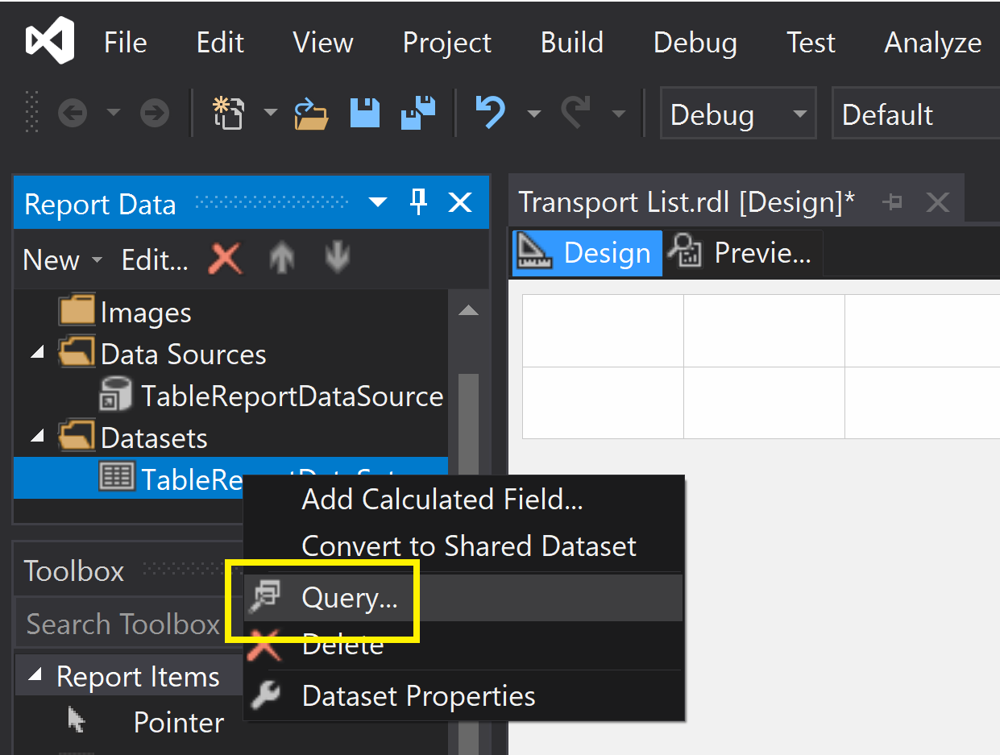 File Edit View Project Build Debug Test Analyze
Debug Default
Report Data
Transport List.rdl [Design]*
New Edit...
Design Previe...
Images
Data Sources
TableReportDataSource
Datasets
Add Calculated Field...
Convert to Shared Dataset
Toolbox
Query...
Search Toolbox
Delete
Report Items
Dataset Properties
Pointer